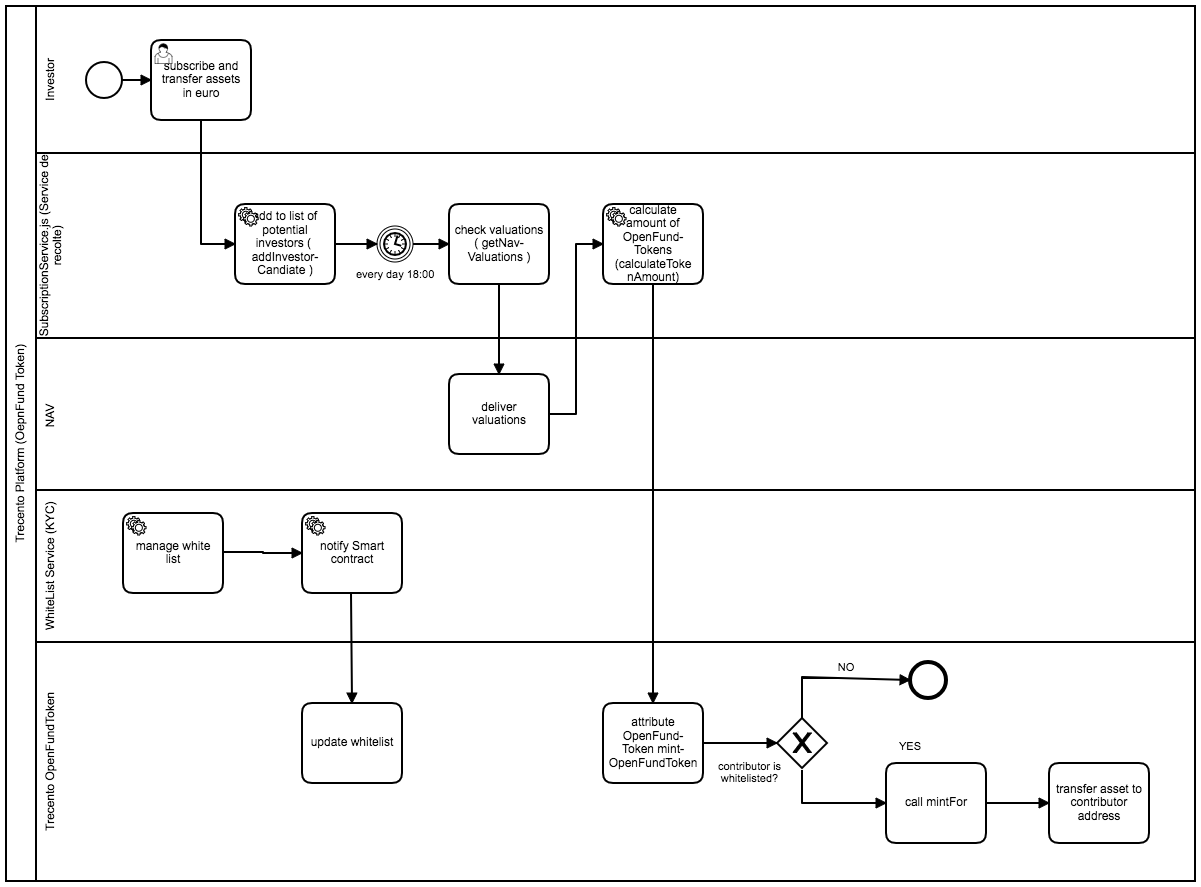 Trecento Platform (OepnFund Token)
Investor
subscribe and
transfer assets
in euro
SubscriptionService.js (Service de
recolte)
add to list of
potential
investors (
addInvestor-
Candiate )
every day 18:00
check valuations
( getNav-
Valuations )
calculate
amount of
OpenFund-
Tokens
(calculateToke
nAmount)
NAV
deliver
valuations
WhiteList Service (KYC)
manage white
list
notify Smart
contract
Trecento OpenFundToken
update whitelist
attribute
OpenFund-
Token mint-
OpenFundToken
contributor is
whitelisted?
NO
YES
call mintFor
transfer asset to
contributor
address